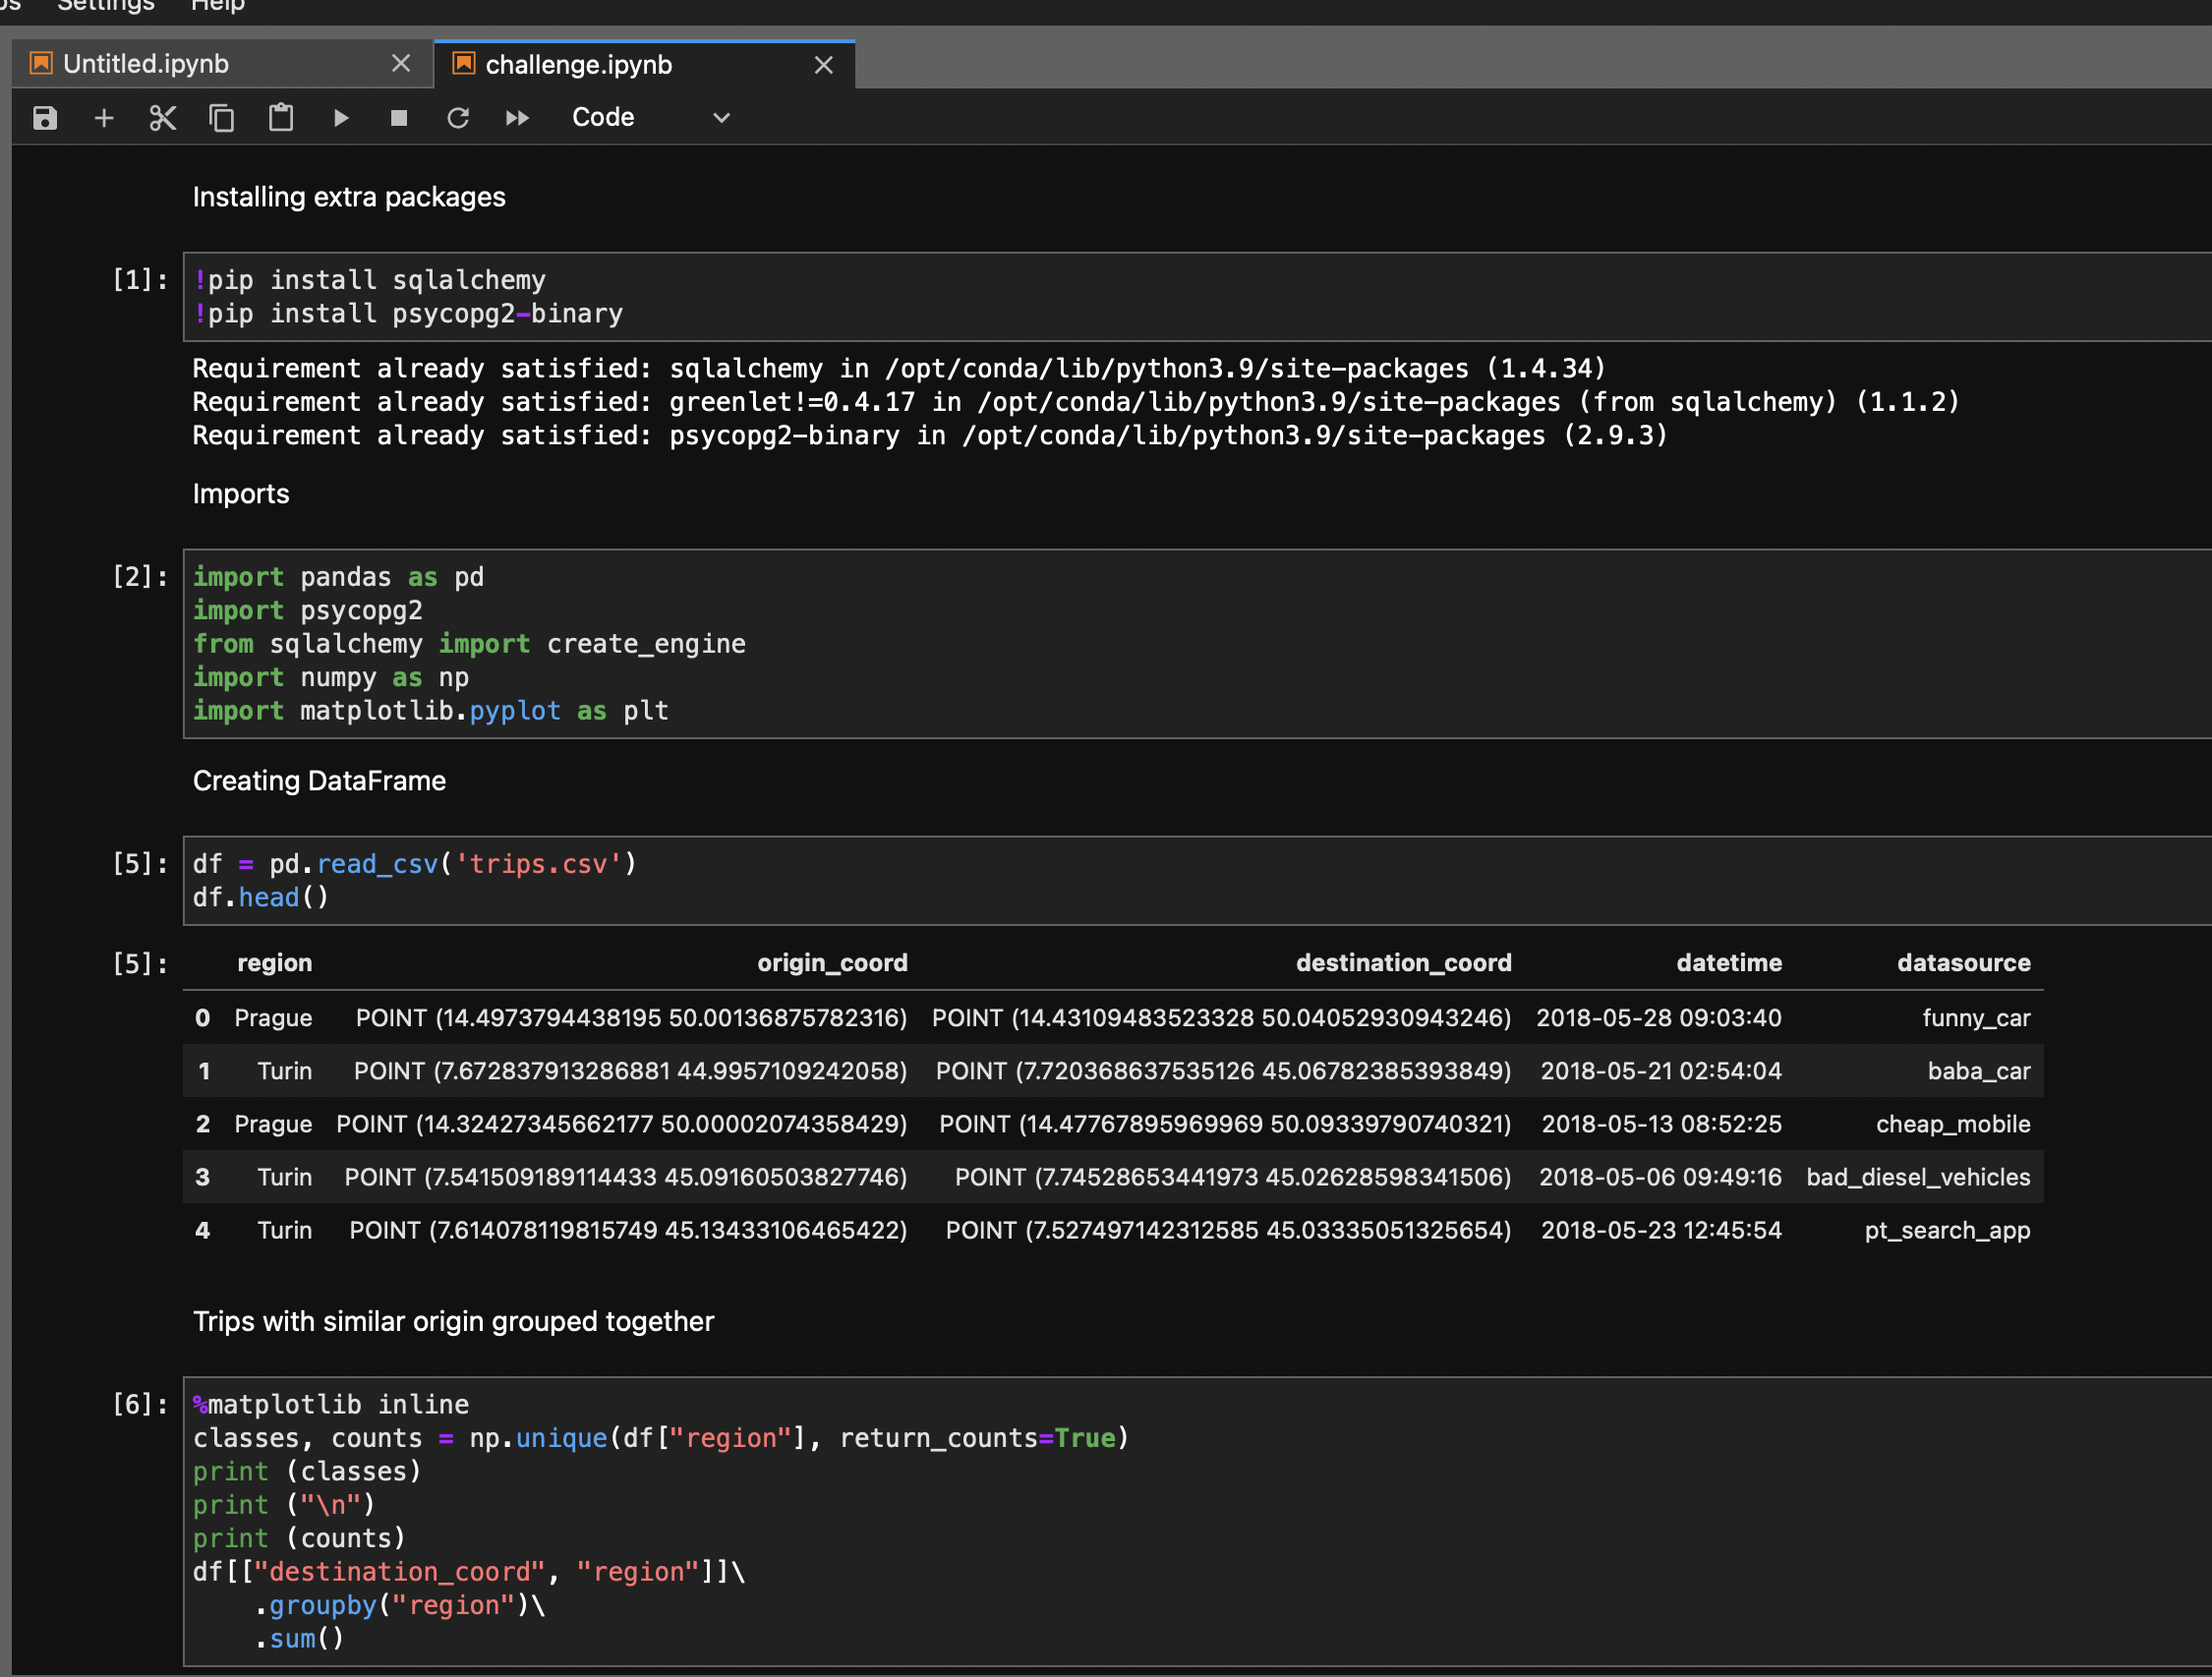 Settings Help
Untitled.ipynb challenge.ipynb
Code
Installing extra packages
[1]: !pip install sqlalchemy
!pip install psycopg2-binary
Requirement already satisfied: sqlalchemy in /opt/conda/lib/python3.9/site-packages (1.4.34)
Requirement already satisfied: greenlet!=0.4.17 in /opt/conda/lib/python3.9/site-packages (from sqlalchemy) (1.1.2)
Requirement already satisfied: psycopg2-binary in /opt/conda/lib/python3.9/site-packages (2.9.3)
Imports
[2]: import pandas as pd
import psycopg2
from sqlalchemy import create_engine
import numpy as np
import matplotlib.pyplot as plt
Creating DataFrame
[5]: df = pd.read_csv('trips.csv')
df.head()
[5]: region origin_coord destination_coord datetime datasource
0 Prague POINT (14.4973794438195 50.00136875782316) POINT (14.43109483523328 50.04052930943246) 2018-05-28 09:03:40 funny_car
1 Turin POINT (7.672837913286881 44.9957109242058) POINT (7.720368637535126 45.06782385393849) 2018-05-21 02:54:04 baba_car
2 Prague POINT (14.32427345662177 50.00002074358429) POINT (14.47767895969969 50.09339790740321) 2018-05-13 08:52:25 cheap_mobile
3 Turin POINT (7.541509189114433 45.09160503827746) POINT (7.74528653441973 45.02628598341506) 2018-05-06 09:49:16 bad_diesel_vehicles
4 Turin POINT (7.614078119815749 45.13433106465422) POINT (7.527497142312585 45.03335051325654) 2018-05-23 12:45:54 pt_search_app
Trips with similar origin grouped together
[6]: %matplotlib inline
classes, counts = np.unique(df["region"], return_counts=True)
print (classes)
print ("\n")
print (counts)
df[["destination_coord", "region"]]\
    .groupby("region")\
    .sum()